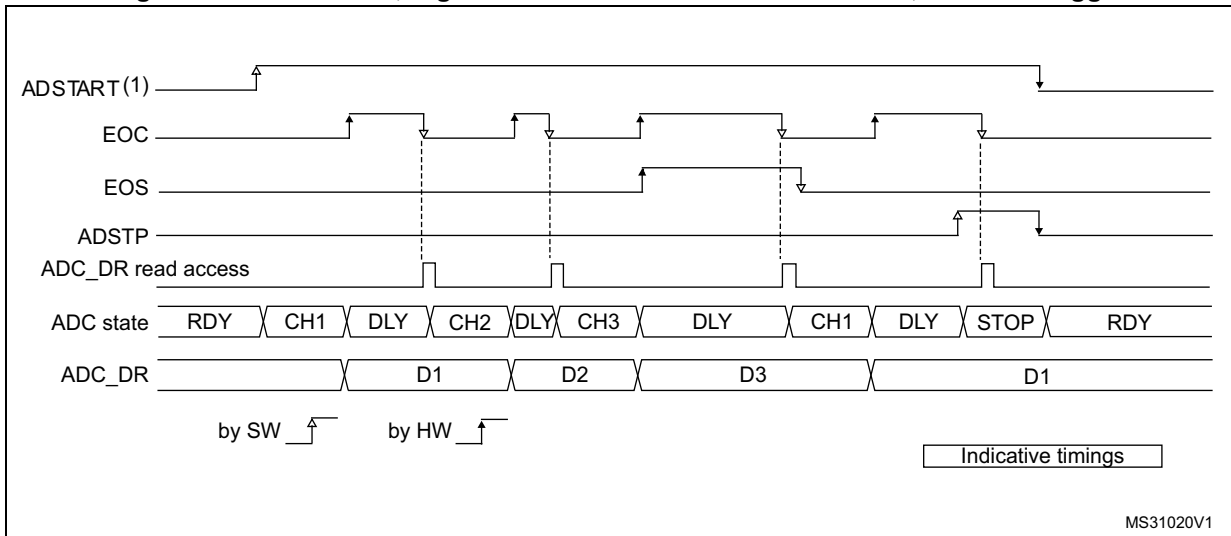 ADSTART(1)
EOC
EOS
ADSTP
ADC_DR read access
ADC state RDY CH1 DLY CH2 DLY CH3 DLY CH1 DLY STOP RDY
ADC_DR D1 D2 D3 D1
by SW by HW
Indicative timings
MS31020V1